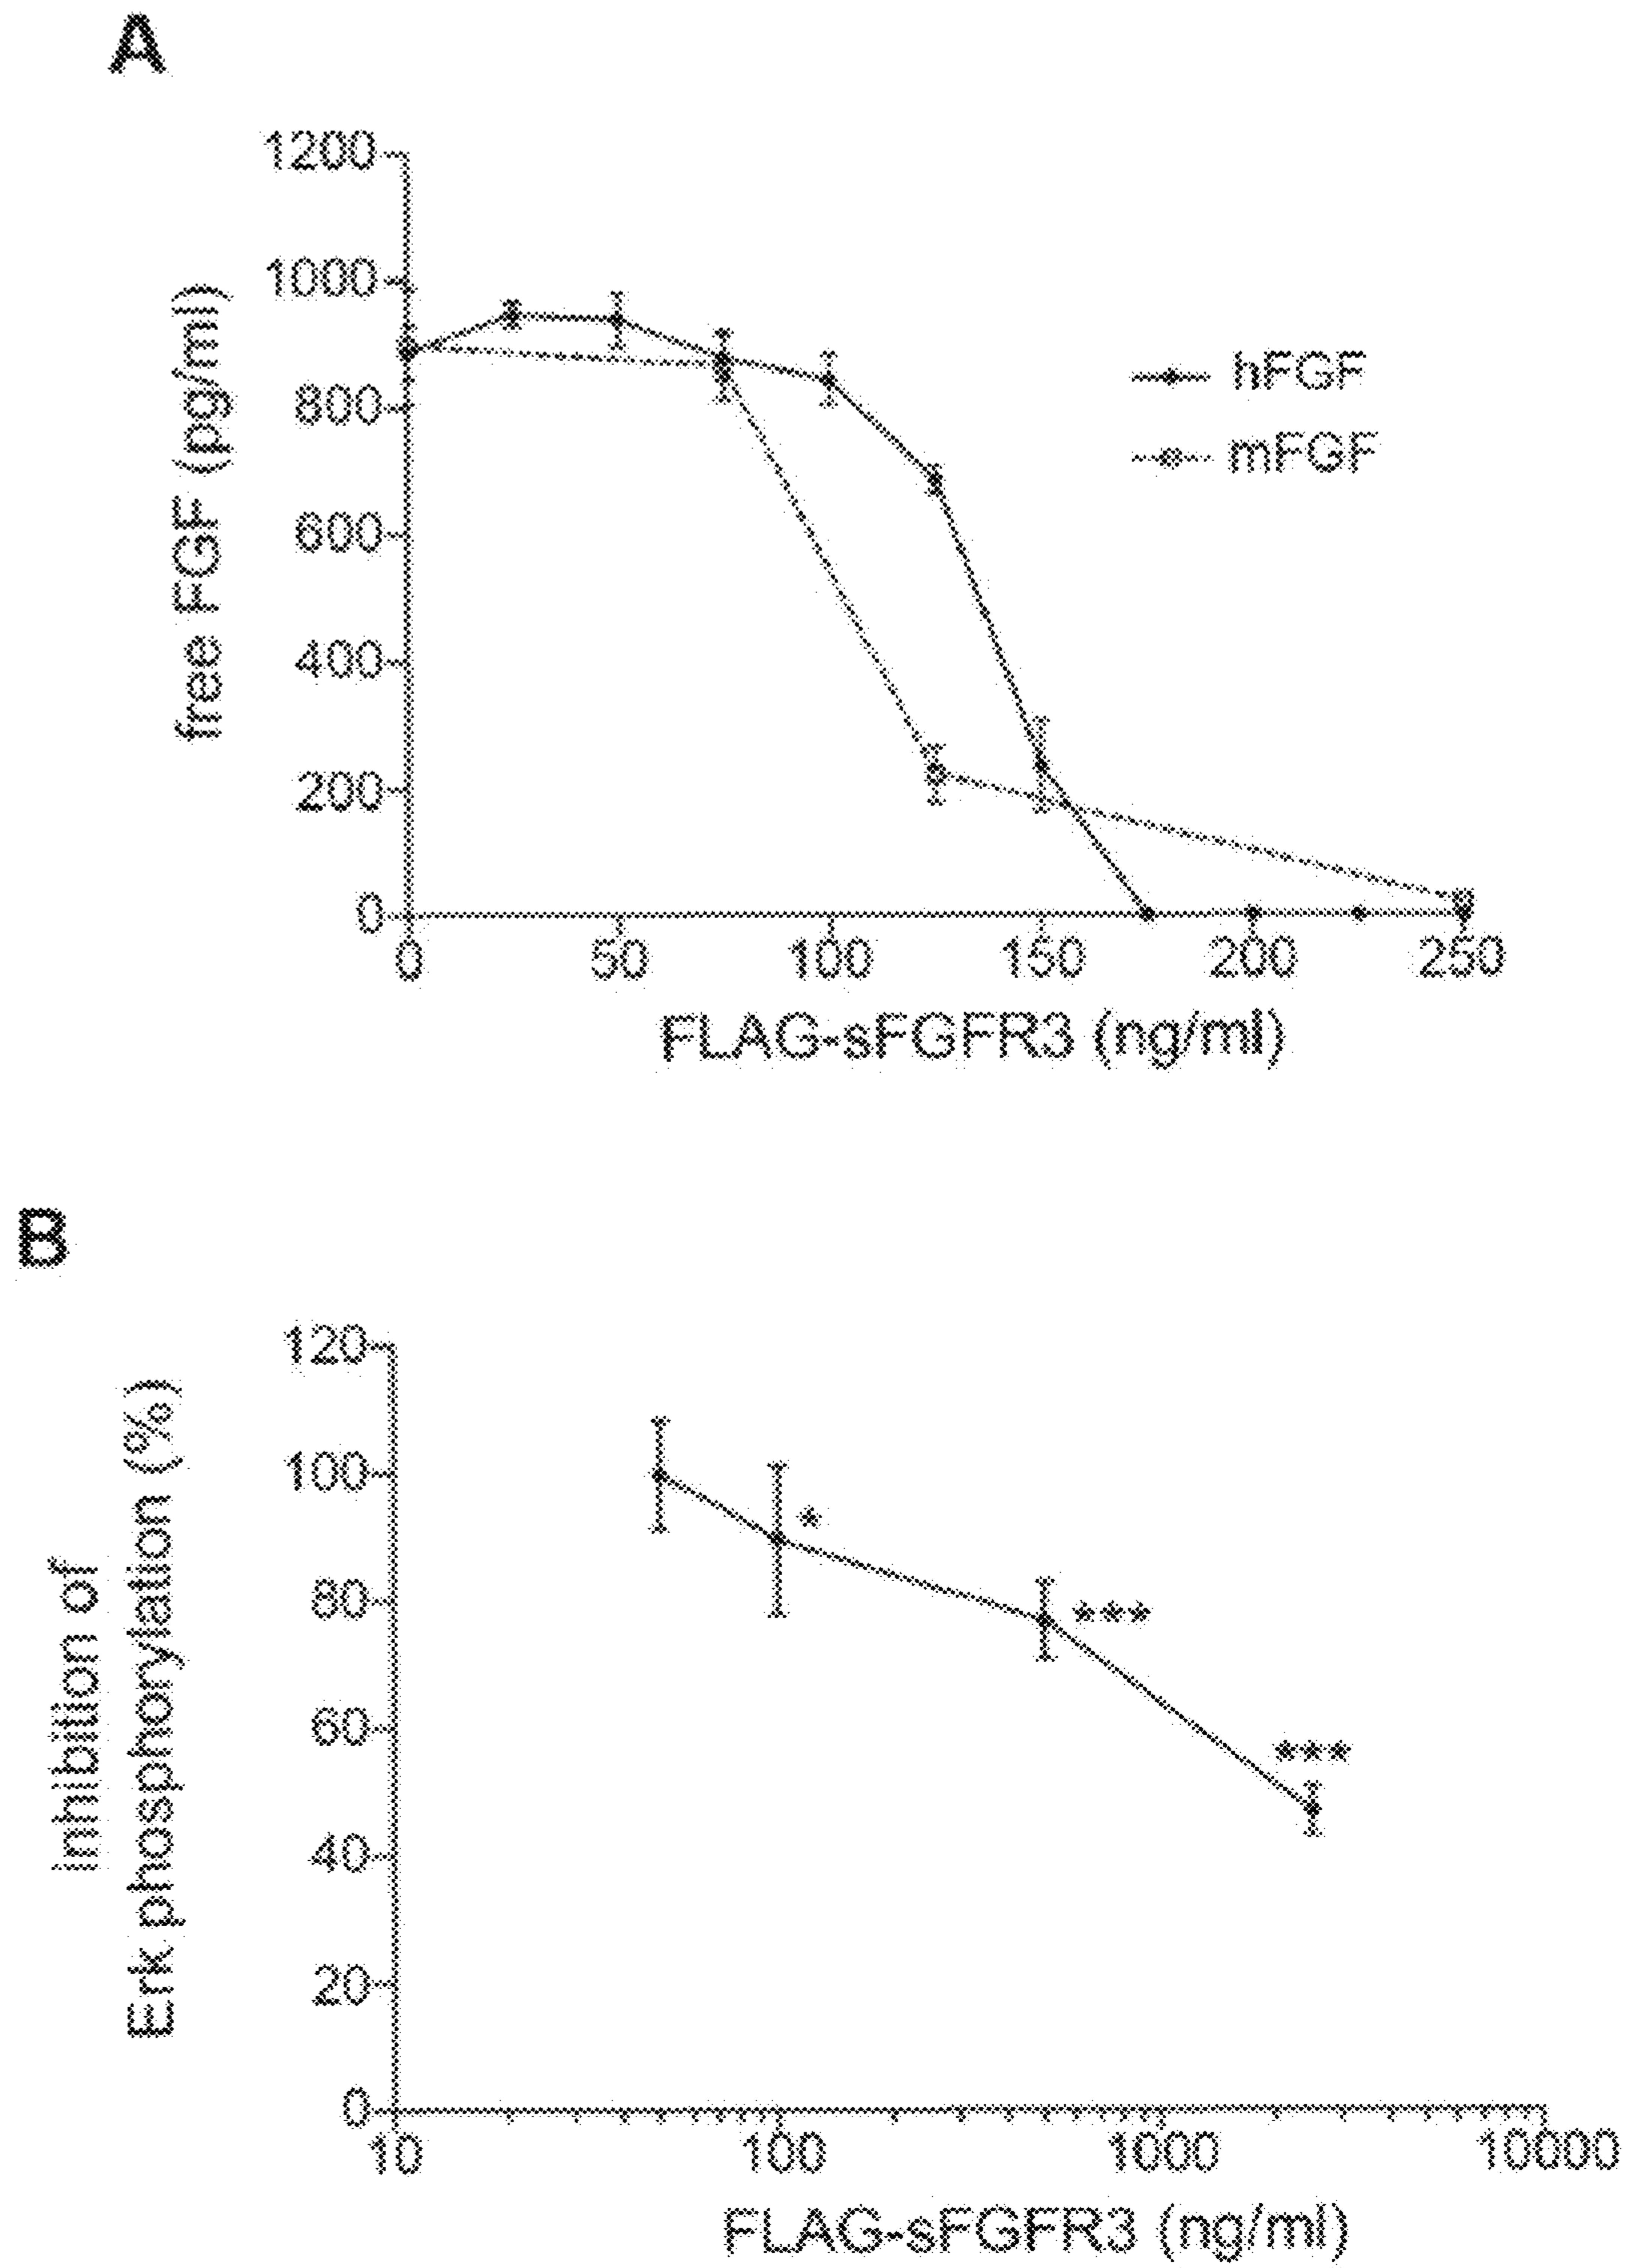 A
1200
1000
800
600
400
200
0
free FGF (pg/ml)
hFGF
mFGF
0 50 100 150 200 250
FLAG-sFGFR3 (ng/ml)
B
120
100
80
60
40
20
0
Inhibition of
Erk phosphorylation (%)
*
***
***
10 100 1000 10000
FLAG-sFGFR3 (ng/ml)